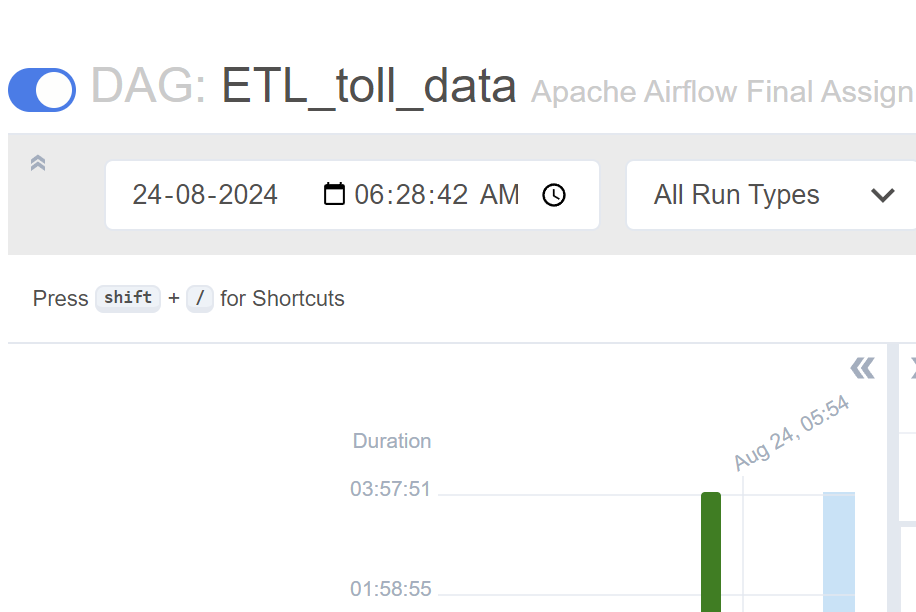 DAG: ETL_toll_data Apache Airflow Final Assign
24-08-2024 06:28:42 AM All Run Types
Press shift + / for Shortcuts
Aug 24, 05:54
Duration
03:57:51
01:58:55